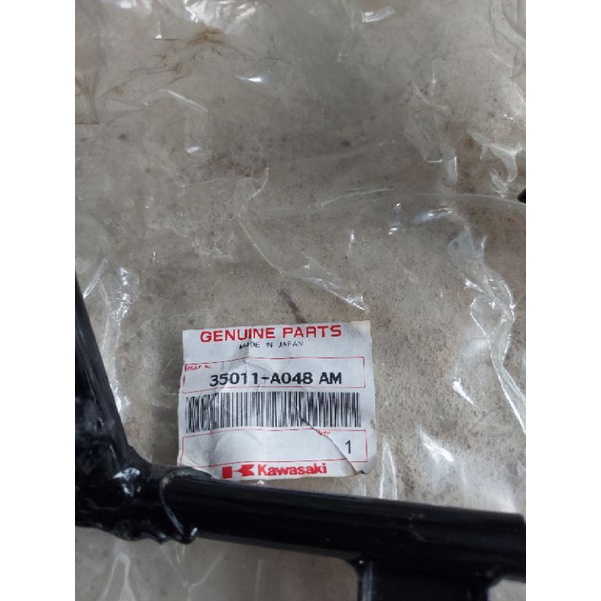 GENUINE PARTS
MADE IN JAPAN
35011-A048 AM
1
Kawasaki